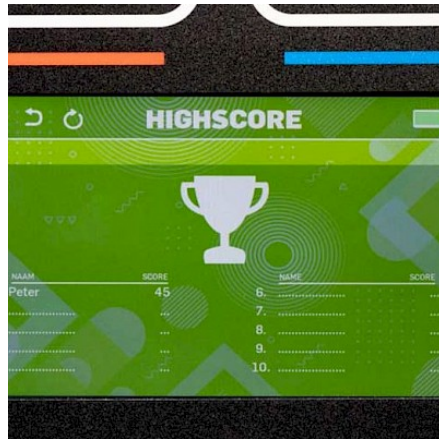 HIGHSCORE
NAAM SCORE
Peter 45
NAME SCORE
6.
7.
8.
9.
10.